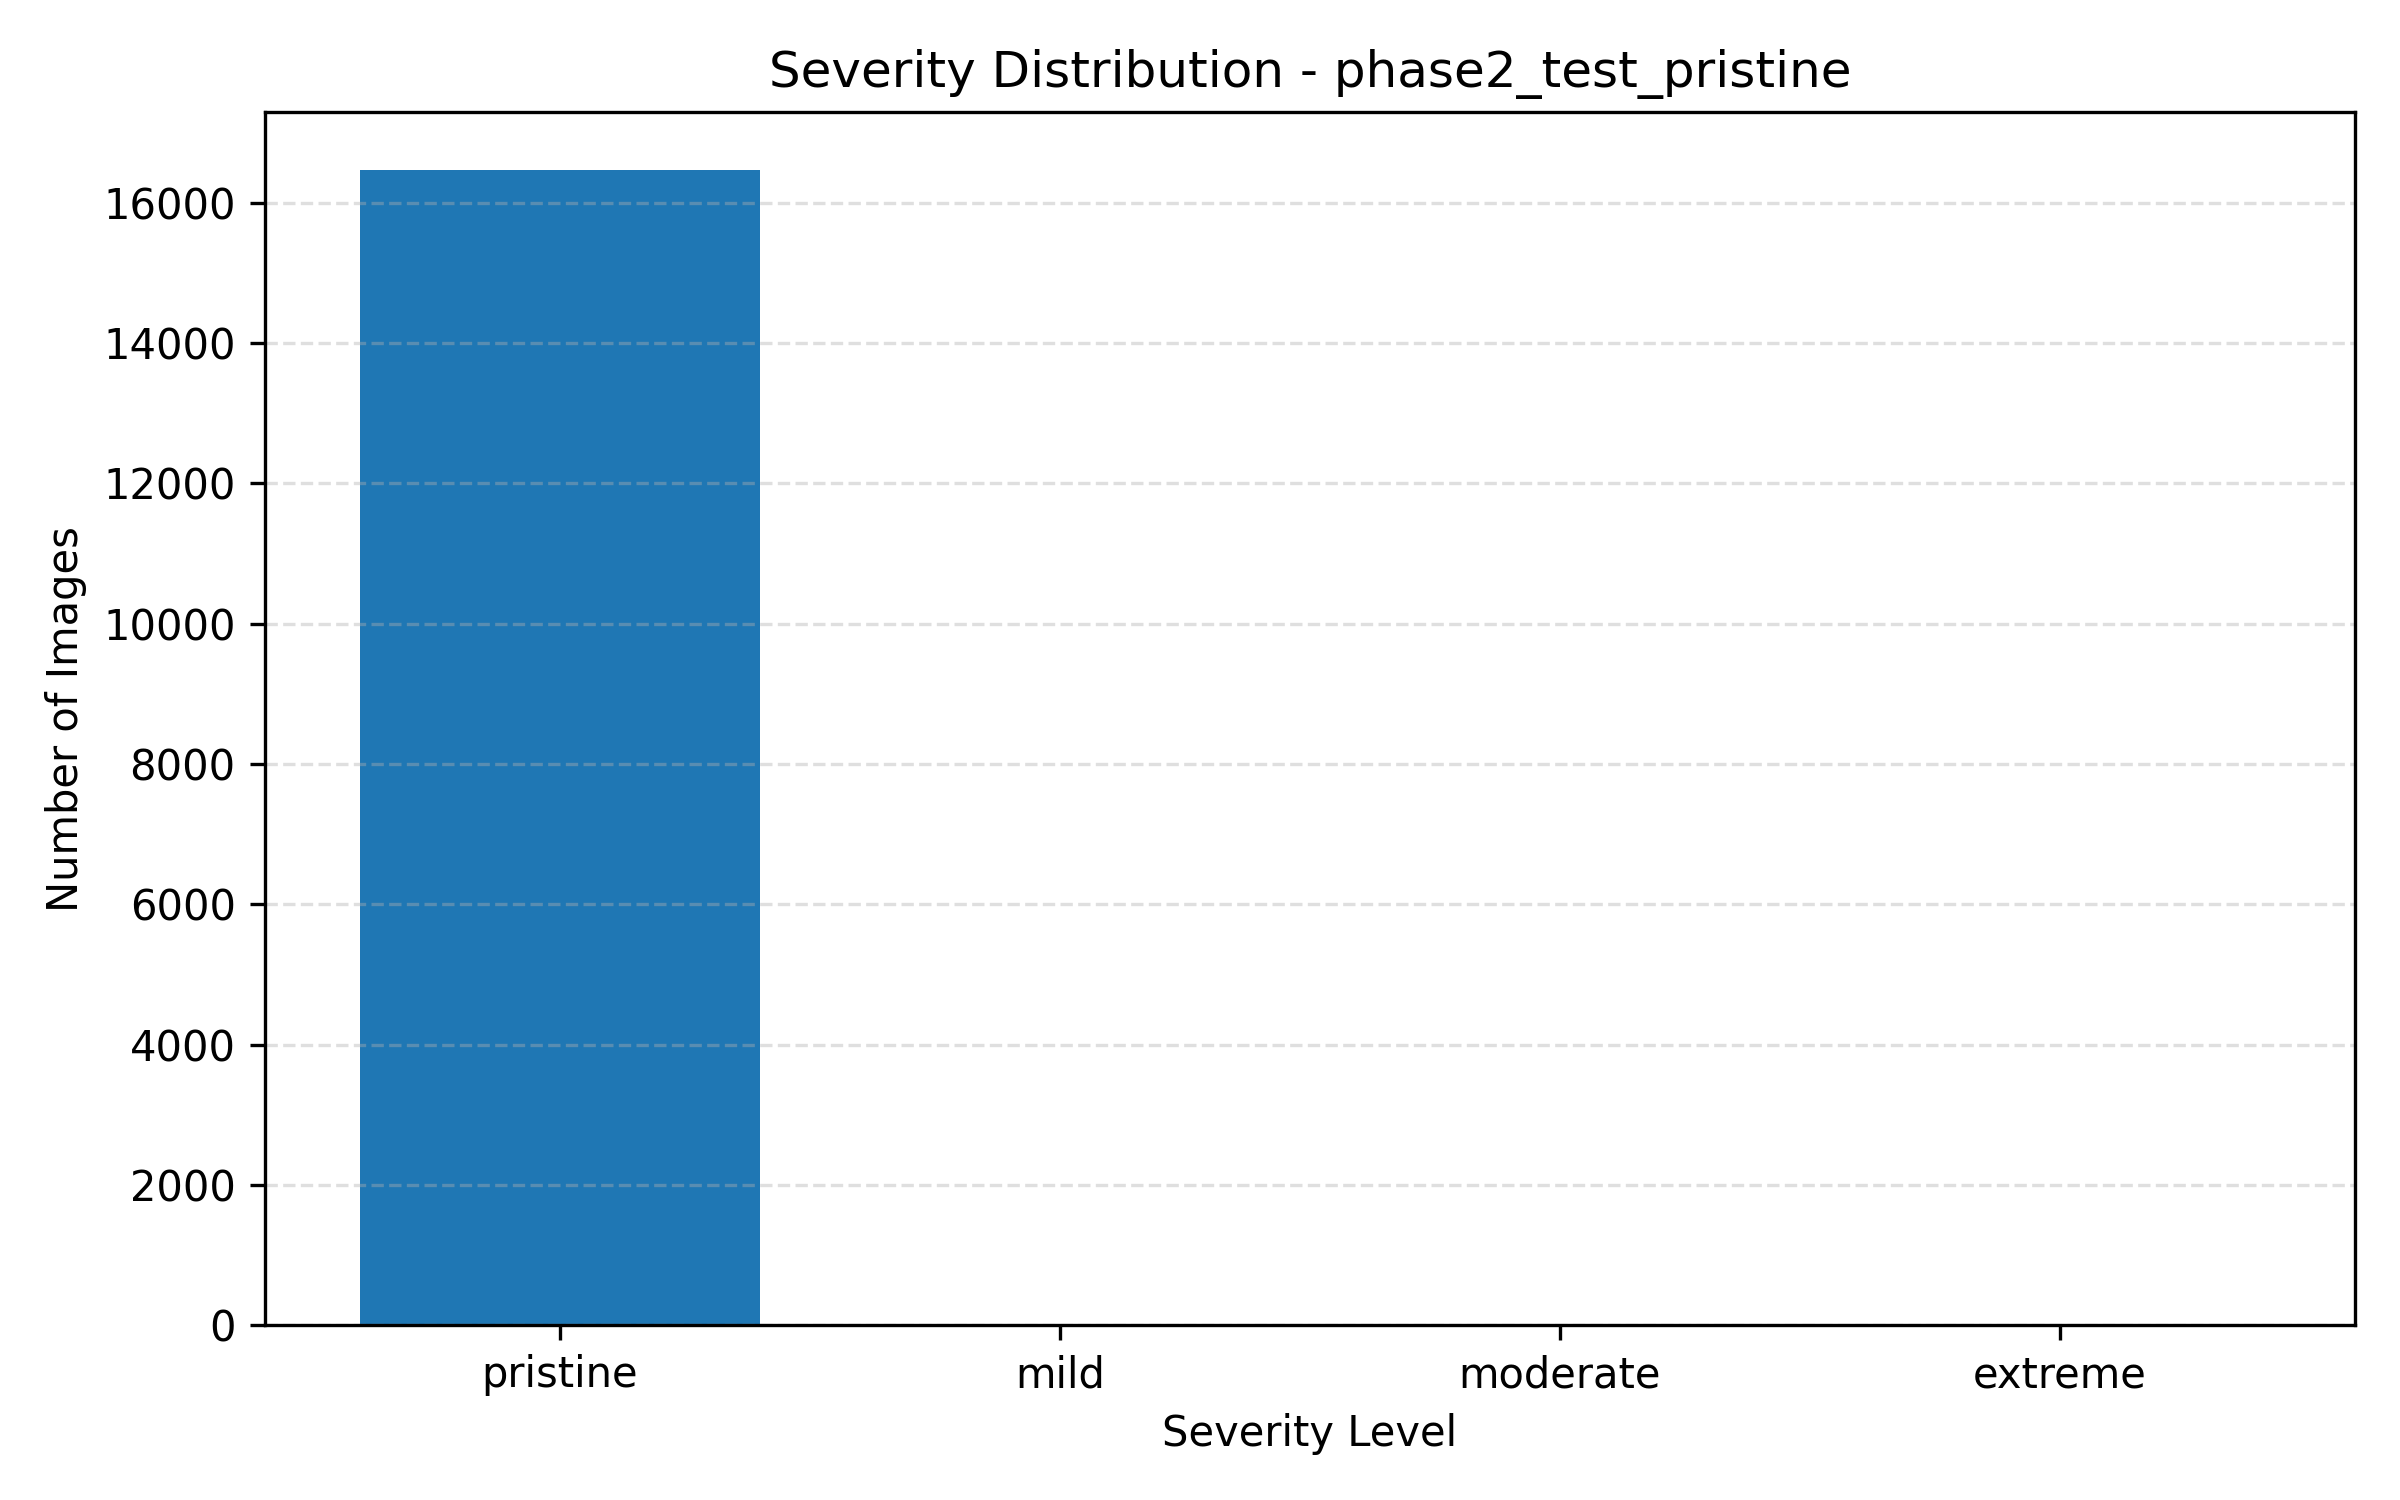 Severity Distribution - phase2_test_pristine
Number of Images
16000
14000
12000
10000
8000
6000
4000
2000
0
pristine mild moderate extreme
Severity Level